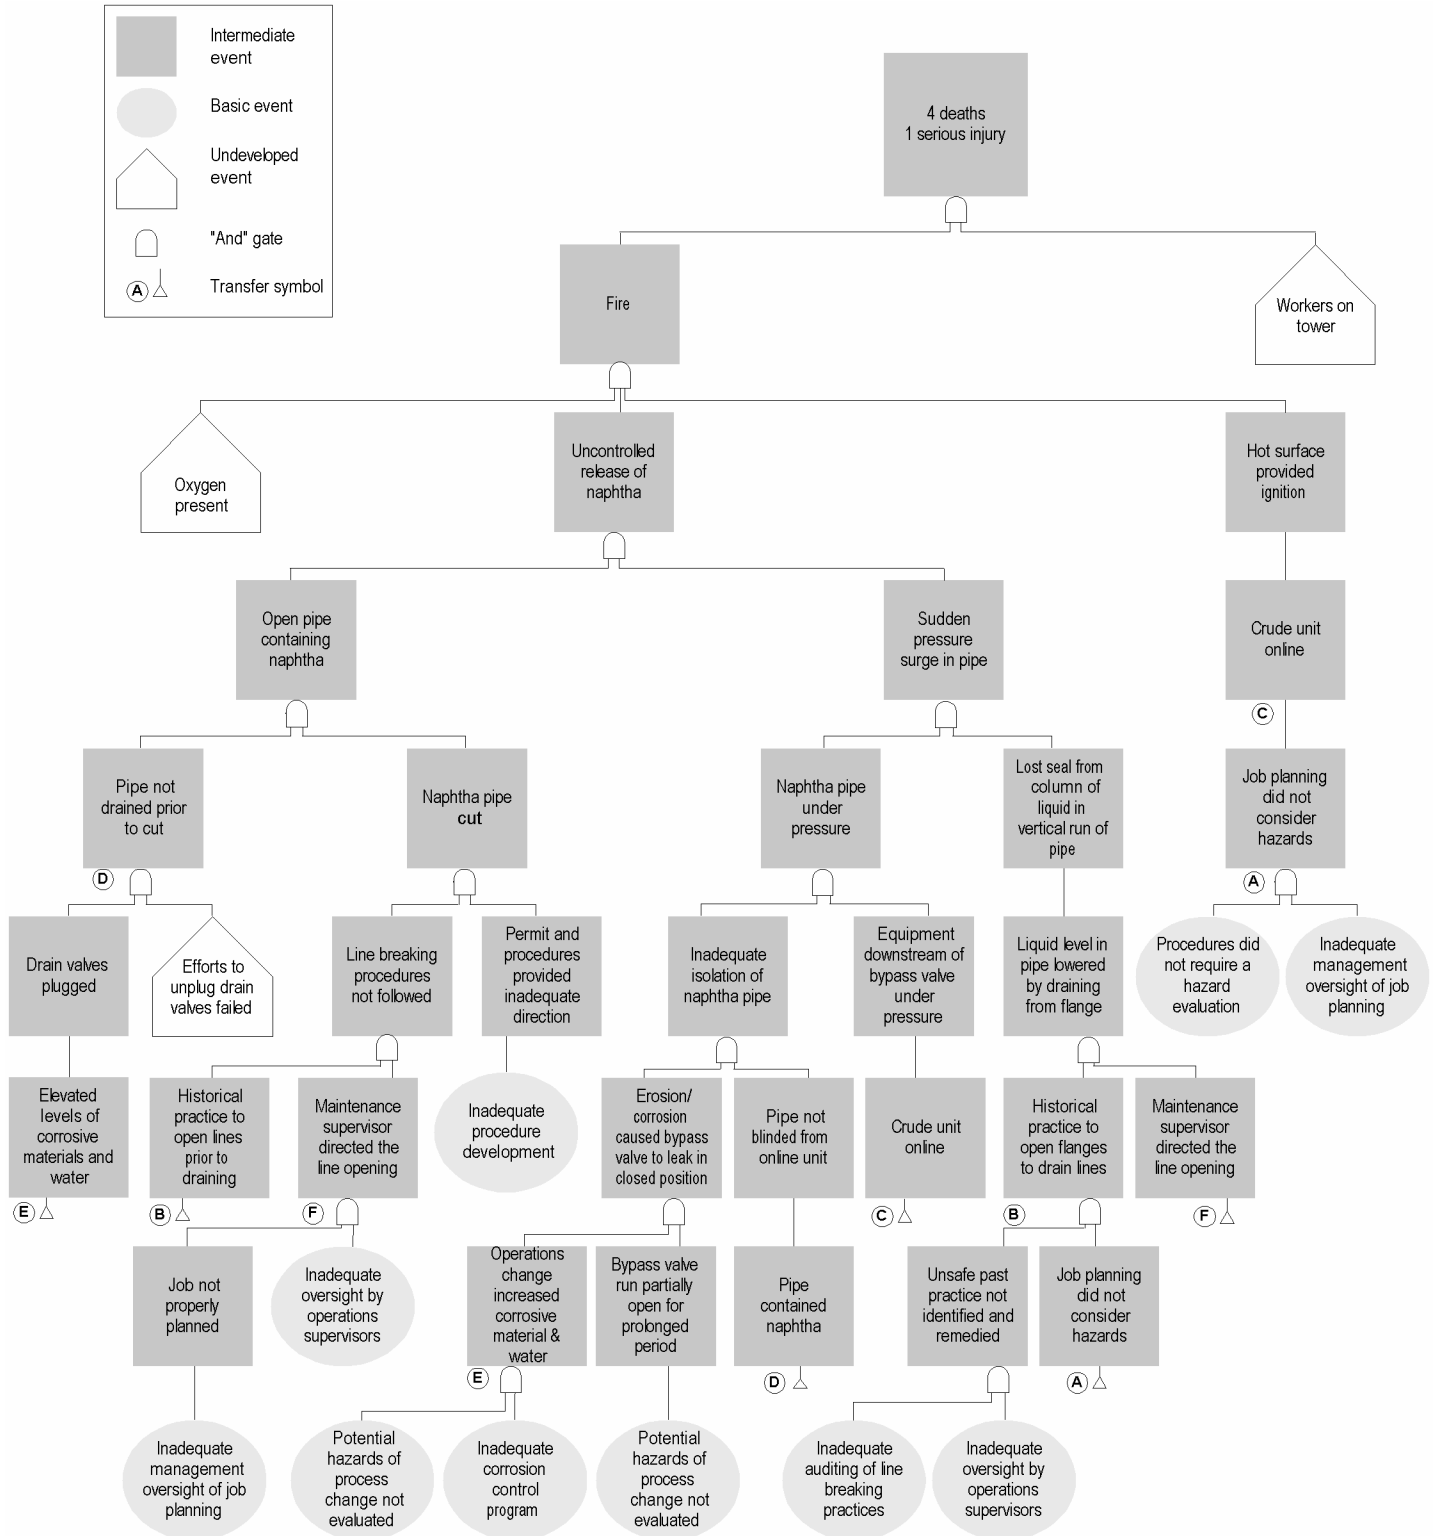 Intermediate
event
Basic event
Undeveloped
event
"And" gate
A
Transfer symbol
4 deaths
1 serious injury
Fire
Workers on
tower
Oxygen
present
Uncontrolled
release of
naphtha
Hot surface
provided
ignition
Open pipe
containing
naphtha
Sudden
pressure
surge in pipe
Crude unit
online
C
Pipe not
drained prior
to cut
D
Naphtha pipe
cut
Naphtha pipe
under
pressure
Lost seal from
column of
liquid in
vertical run of
pipe
Job planning
did not
consider
hazards
A
Drain valves
plugged
Efforts to
unplug drain
valves failed
Line breaking
procedures
not followed
Permit and
procedures
provided
inadequate
direction
Inadequate
isolation of
naphtha pipe
Equipment
downstream of
bypass valve
under
pressure
Liquid level in
pipe lowered
by draining
from flange
Procedures did
not require a
hazard
evaluation
Inadequate
management
oversight of job
planning
Elevated
levels of
corrosive
materials and
water
E
Historical
practice to
open lines
prior to
draining
B
Maintenance
supervisor
directed the
line opening
F
Inadequate
procedure
development
Erosion/
corrosion
caused bypass
valve to leak in
closed position
Pipe not
blinded from
online unit
Crude unit
online
C
Historical
practice to
open flanges
to drain lines
B
Maintenance
supervisor
directed the
line opening
F
Job not
properly
planned
Inadequate
oversight by
operations
supervisors
Operations
change
increased
corrosive
material &
water
E
Bypass valve
run partially
open for
prolonged
period
Pipe
contained
naphtha
D
Unsafe past
practice not
identified and
remedied
Job planning
did not
consider
hazards
A
Inadequate
management
oversight of job
planning
Potential
hazards of
process
change not
evaluated
Inadequate
corrosion
control
program
Potential
hazards of
process
change not
evaluated
Inadequate
auditing of line
breaking
practices
Inadequate
oversight by
operations
supervisors